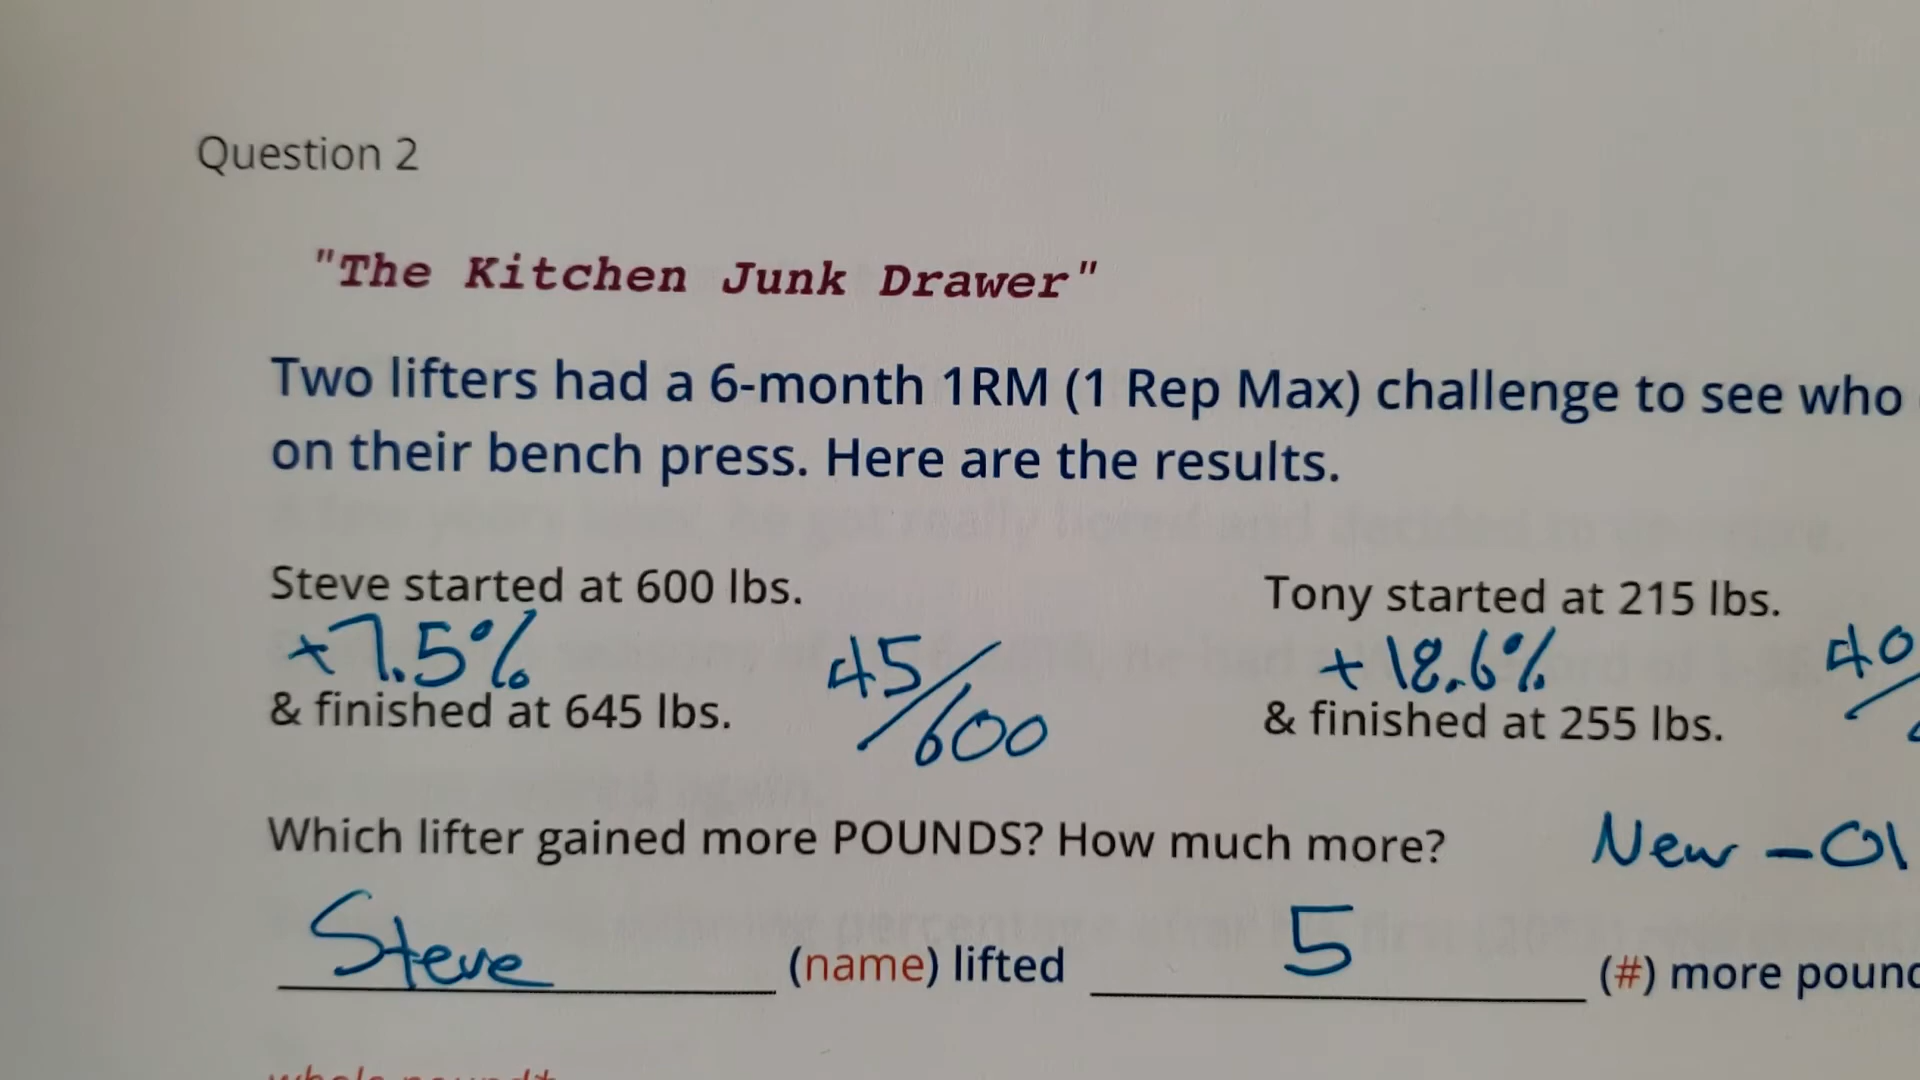 Question 2
"The Kitchen Junk Drawer"
Two lifters had a 6-month 1RM (1 Rep Max) challenge to see who
on their bench press. Here are the results.
Steve started at 600 lbs.
+7.5%
45/600
& finished at 645 lbs.
Tony started at 215 lbs.
+18.6%
40/
& finished at 255 lbs.
Which lifter gained more POUNDS? How much more?
New - Ol
Steve (name) lifted 5 (#) more pound